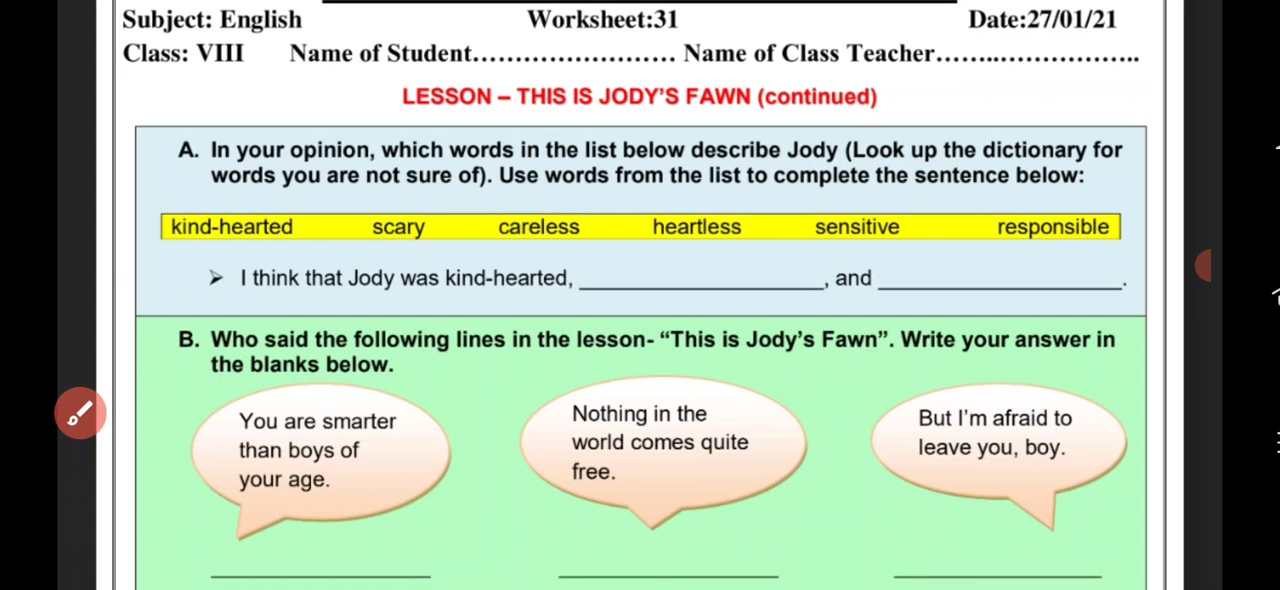 Subject: English Worksheet:31 Date:27/01/21
Class: VIII Name of Student........................ Name of Class Teacher...........................
LESSON – THIS IS JODY'S FAWN (continued)
A. In your opinion, which words in the list below describe Jody (Look up the dictionary for
words you are not sure of). Use words from the list to complete the sentence below:
kind-hearted scary careless heartless sensitive responsible
➢ I think that Jody was kind-hearted, ____________________, and ____________________.
B. Who said the following lines in the lesson- “This is Jody's Fawn”. Write your answer in
the blanks below.
You are smarter
than boys of
your age.
Nothing in the
world comes quite
free.
But I'm afraid to
leave you, boy.